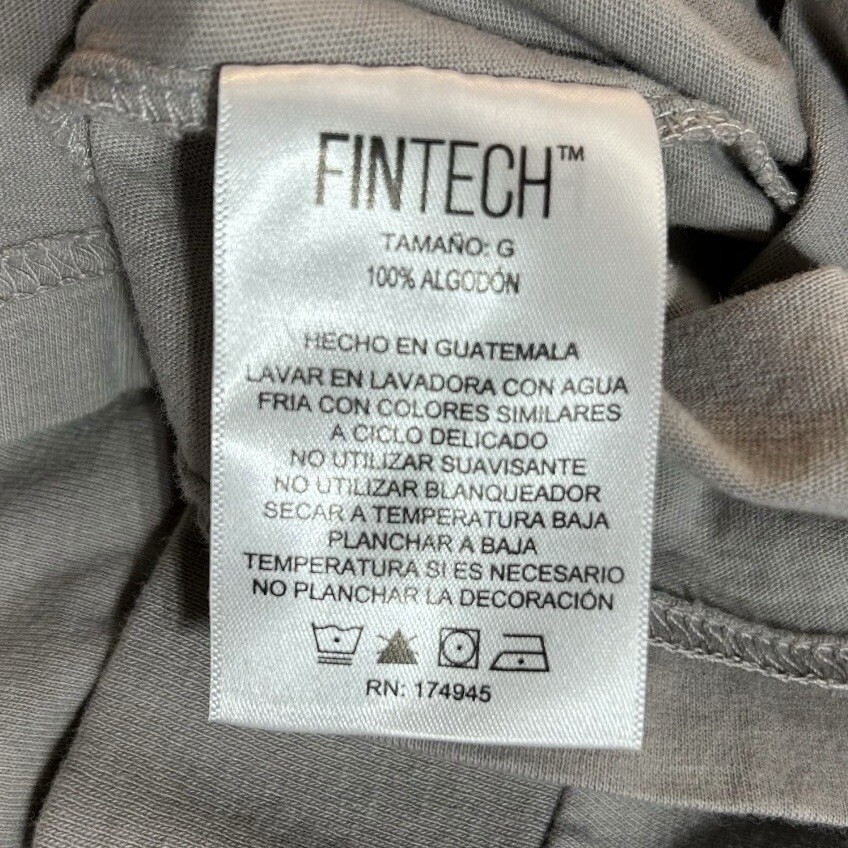 FINTECH™
TAMAÑO: G
100% ALGODÓN
HECHO EN GUATEMALA
LAVAR EN LAVADORA CON AGUA
FRIA CON COLORES SIMILARES
A CICLO DELICADO
NO UTILIZAR SUAVISANTE
NO UTILIZAR BLANQUEADOR
SECAR A TEMPERATURA BAJA
PLANCHAR A BAJA
TEMPERATURA SI ES NECESARIO
NO PLANCHAR LA DECORACIÓN
RN: 174945